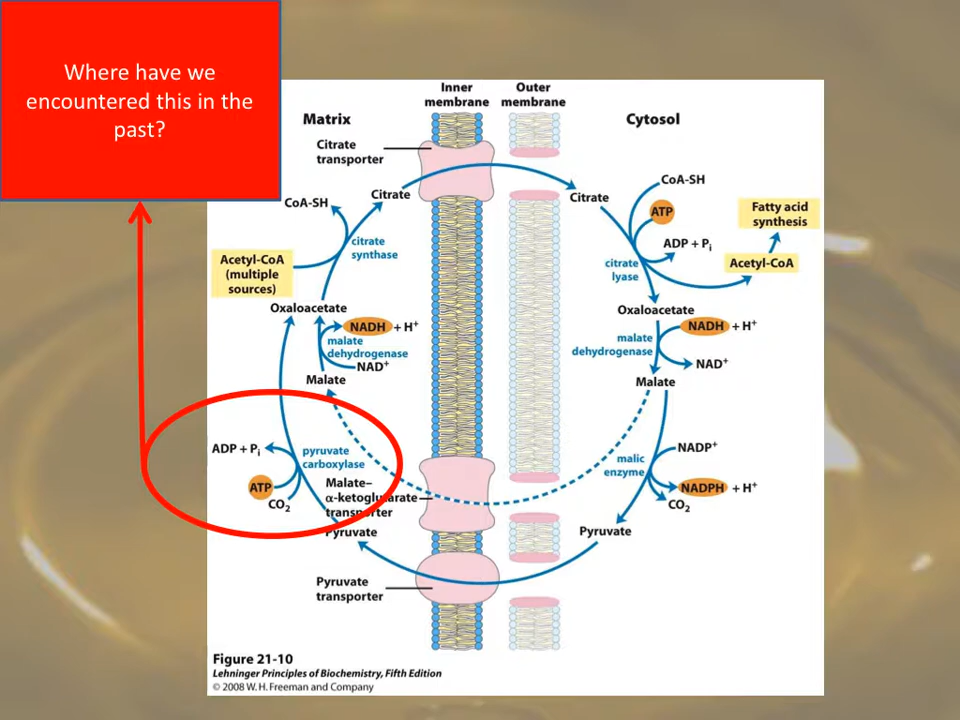 Where have we
encountered this in the
past?
Inner
membrane
Outer
membrane
Matrix
Cytosol
Citrate
transporter
Citrate
Citrate
CoA-SH
CoA-SH
ATP
ADP + Pi
Fatty acid
synthesis
citrate
synthase
citrate
lyase
Acetyl-CoA
Acetyl-CoA
(multiple
sources)
Oxaloacetate
Oxaloacetate
NADH + H+
malate
dehydrogenase
NAD+
Malate
NADH + H+
malate
dehydrogenase
NAD+
Malate
ADP + Pi
pyruvate
carboxylase
ATP
CO2
Malate–
α-ketoglutarate
transporter
Pyruvate
NADP+
malic
enzyme
NADPH + H+
CO2
Pyruvate
Pyruvate
transporter
Figure 21-10
Lehninger Principles of Biochemistry, Fifth Edition
© 2008 W. H. Freeman and Company